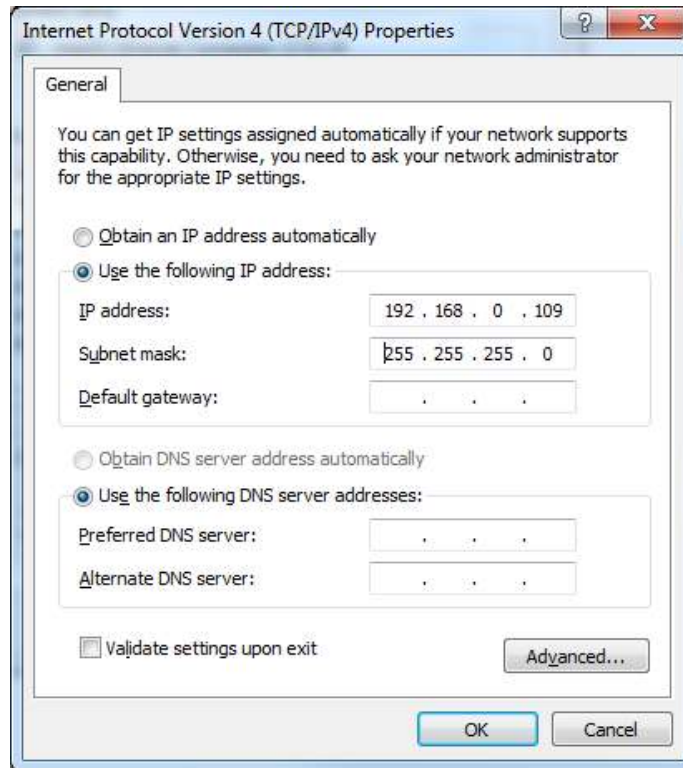 Internet Protocol Version 4 (TCP/IPv4) Properties
General
You can get IP settings assigned automatically if your network supports
this capability. Otherwise, you need to ask your network administrator
for the appropriate IP settings.
Obtain an IP address automatically
Use the following IP address:
IP address: 192 . 168 . 0 . 109
Subnet mask: 255 . 255 . 255 . 0
Default gateway: . . .
Obtain DNS server address automatically
Use the following DNS server addresses:
Preferred DNS server: . . .
Alternate DNS server: . . .
Validate settings upon exit
Advanced...
OK Cancel